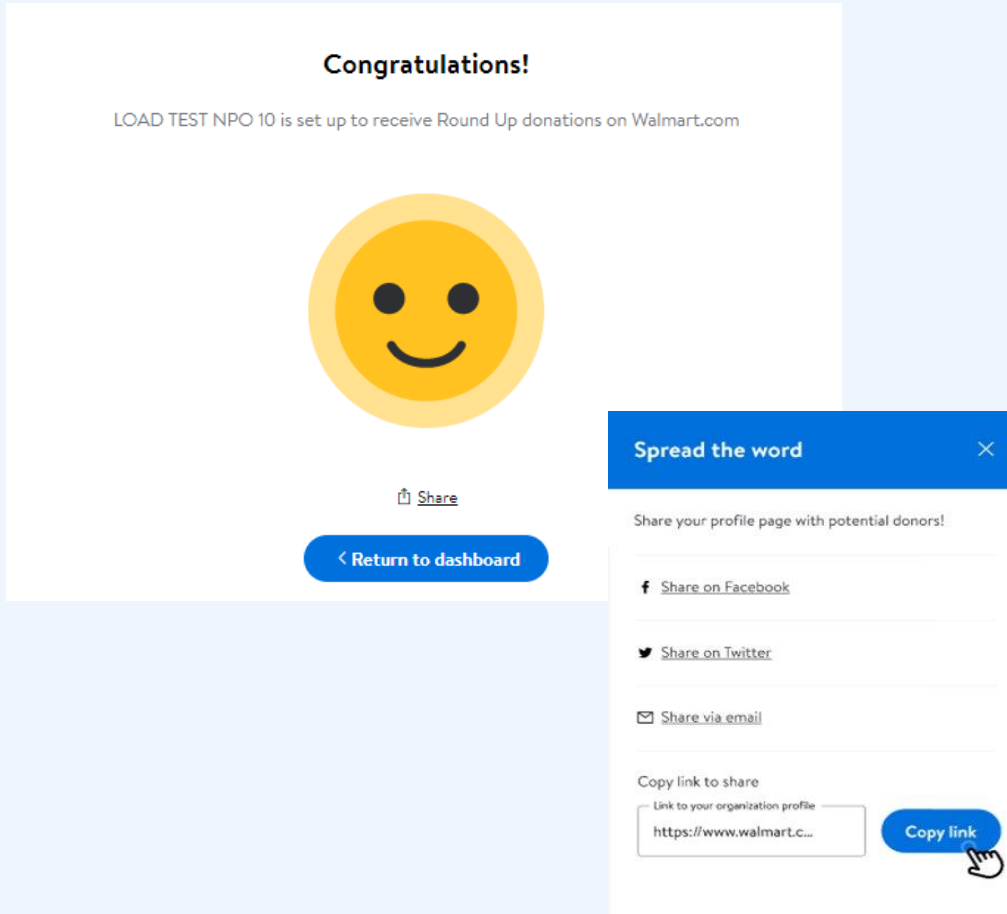 Congratulations!
LOAD TEST NPO 10 is set up to receive Round Up donations on Walmart.com
Share
Return to dashboard
Spread the word
Share your profile page with potential donors!
Share on Facebook
Share on Twitter
Share via email
Copy link to share
Link to your organization profile
https://www.walmart.c...
Copy link